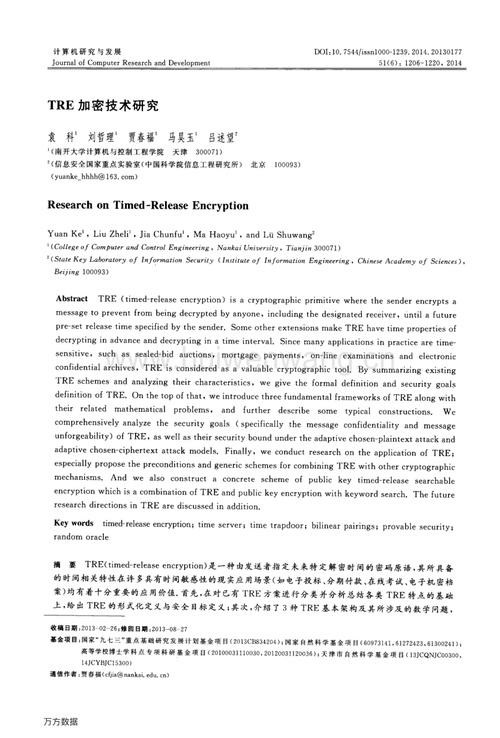 计算机研究与发展
Journal of Computer Research and Development
DOI:10.7544/issn1000-1239.2014.20130177
51(6):1206-1220,2014
TRE 加密技术研究
袁 科¹ 刘哲理¹ 贾春福¹ 马昊玉¹ 吕述望²
¹(南开大学计算机与控制工程学院 天津 300071)
²(信息安全国家重点实验室(中国科学院信息工程研究所) 北京 100093)
(yuanke_hhhh@163.com)
Research on Timed-Release Encryption
Yuan Ke¹, Liu Zheli¹, Jia Chunfu¹, Ma Haoyu¹, and Lü Shuwang²
¹(College of Computer and Control Engineering, Nankai University, Tianjin 300071)
²(State Key Laboratory of Information Security (Institute of Information Engineering, Chinese Academy of Sciences),
Beijing 100093)
Abstract TRE (timed-release encryption) is a cryptographic primitive where the sender encrypts a
message to prevent from being decrypted by anyone, including the designated receiver, until a future
pre-set release time specified by the sender. Some other extensions make TRE have time properties of
decrypting in advance and decrypting in a time interval. Since many applications in practice are time-
sensitive, such as sealed-bid auctions, mortgage payments, on-line examinations and electronic
confidential archives, TRE is considered as a valuable cryptographic tool. By summarizing existing
TRE schemes and analyzing their characteristics, we give the formal definition and security goals
definition of TRE. On the top of that, we introduce three fundamental frameworks of TRE along with
their related mathematical problems, and further describe some typical constructions. We
comprehensively analyze the security goals (specifically the message confidentiality and message
unforgeability) of TRE, as well as their security bound under the adaptive chosen-plaintext attack and
adaptive chosen-ciphertext attack models. Finally, we conduct research on the application of TRE;
especially propose the preconditions and generic schemes for combining TRE with other cryptographic
mechanisms. And we also construct a concrete scheme of public key timed-release searchable
encryption which is a combination of TRE and public key encryption with keyword search. The future
research directions in TRE are discussed in addition.
Key words timed-release encryption; time server; time trapdoor; bilinear pairings; provable security;
random oracle
摘 要 TRE(timed-release encryption)是一种由发送者指定未来特定解密时间的密码原语,其所具备
的时间相关特性在许多具有时间敏感性的现实应用场景(如电子投标、分期付款、在线考试、电子机密档
案)均有着十分重要的应用价值.首先,在对已有TRE方案进行分类并分析总结各类TRE特点的基础
上,给出TRE的形式化定义与安全目标定义;其次,介绍了3种TRE基本架构及其所涉及的数学问题,
收稿日期:2013-02-26;修回日期:2013-08-27
基金项目:国家“九七三”重点基础研究发展计划基金项目(2013CB834204);国家自然科学基金项目(60973141,61272423,61300241);
高等学校博士学科点专项科研基金项目(20100031110030,20120031120036);天津市自然科学基金项目(13JCQNJC00300,
14JCYBJC15300)
通信作者:贾春福(cfjia@nankai.edu.cn)
万方数据